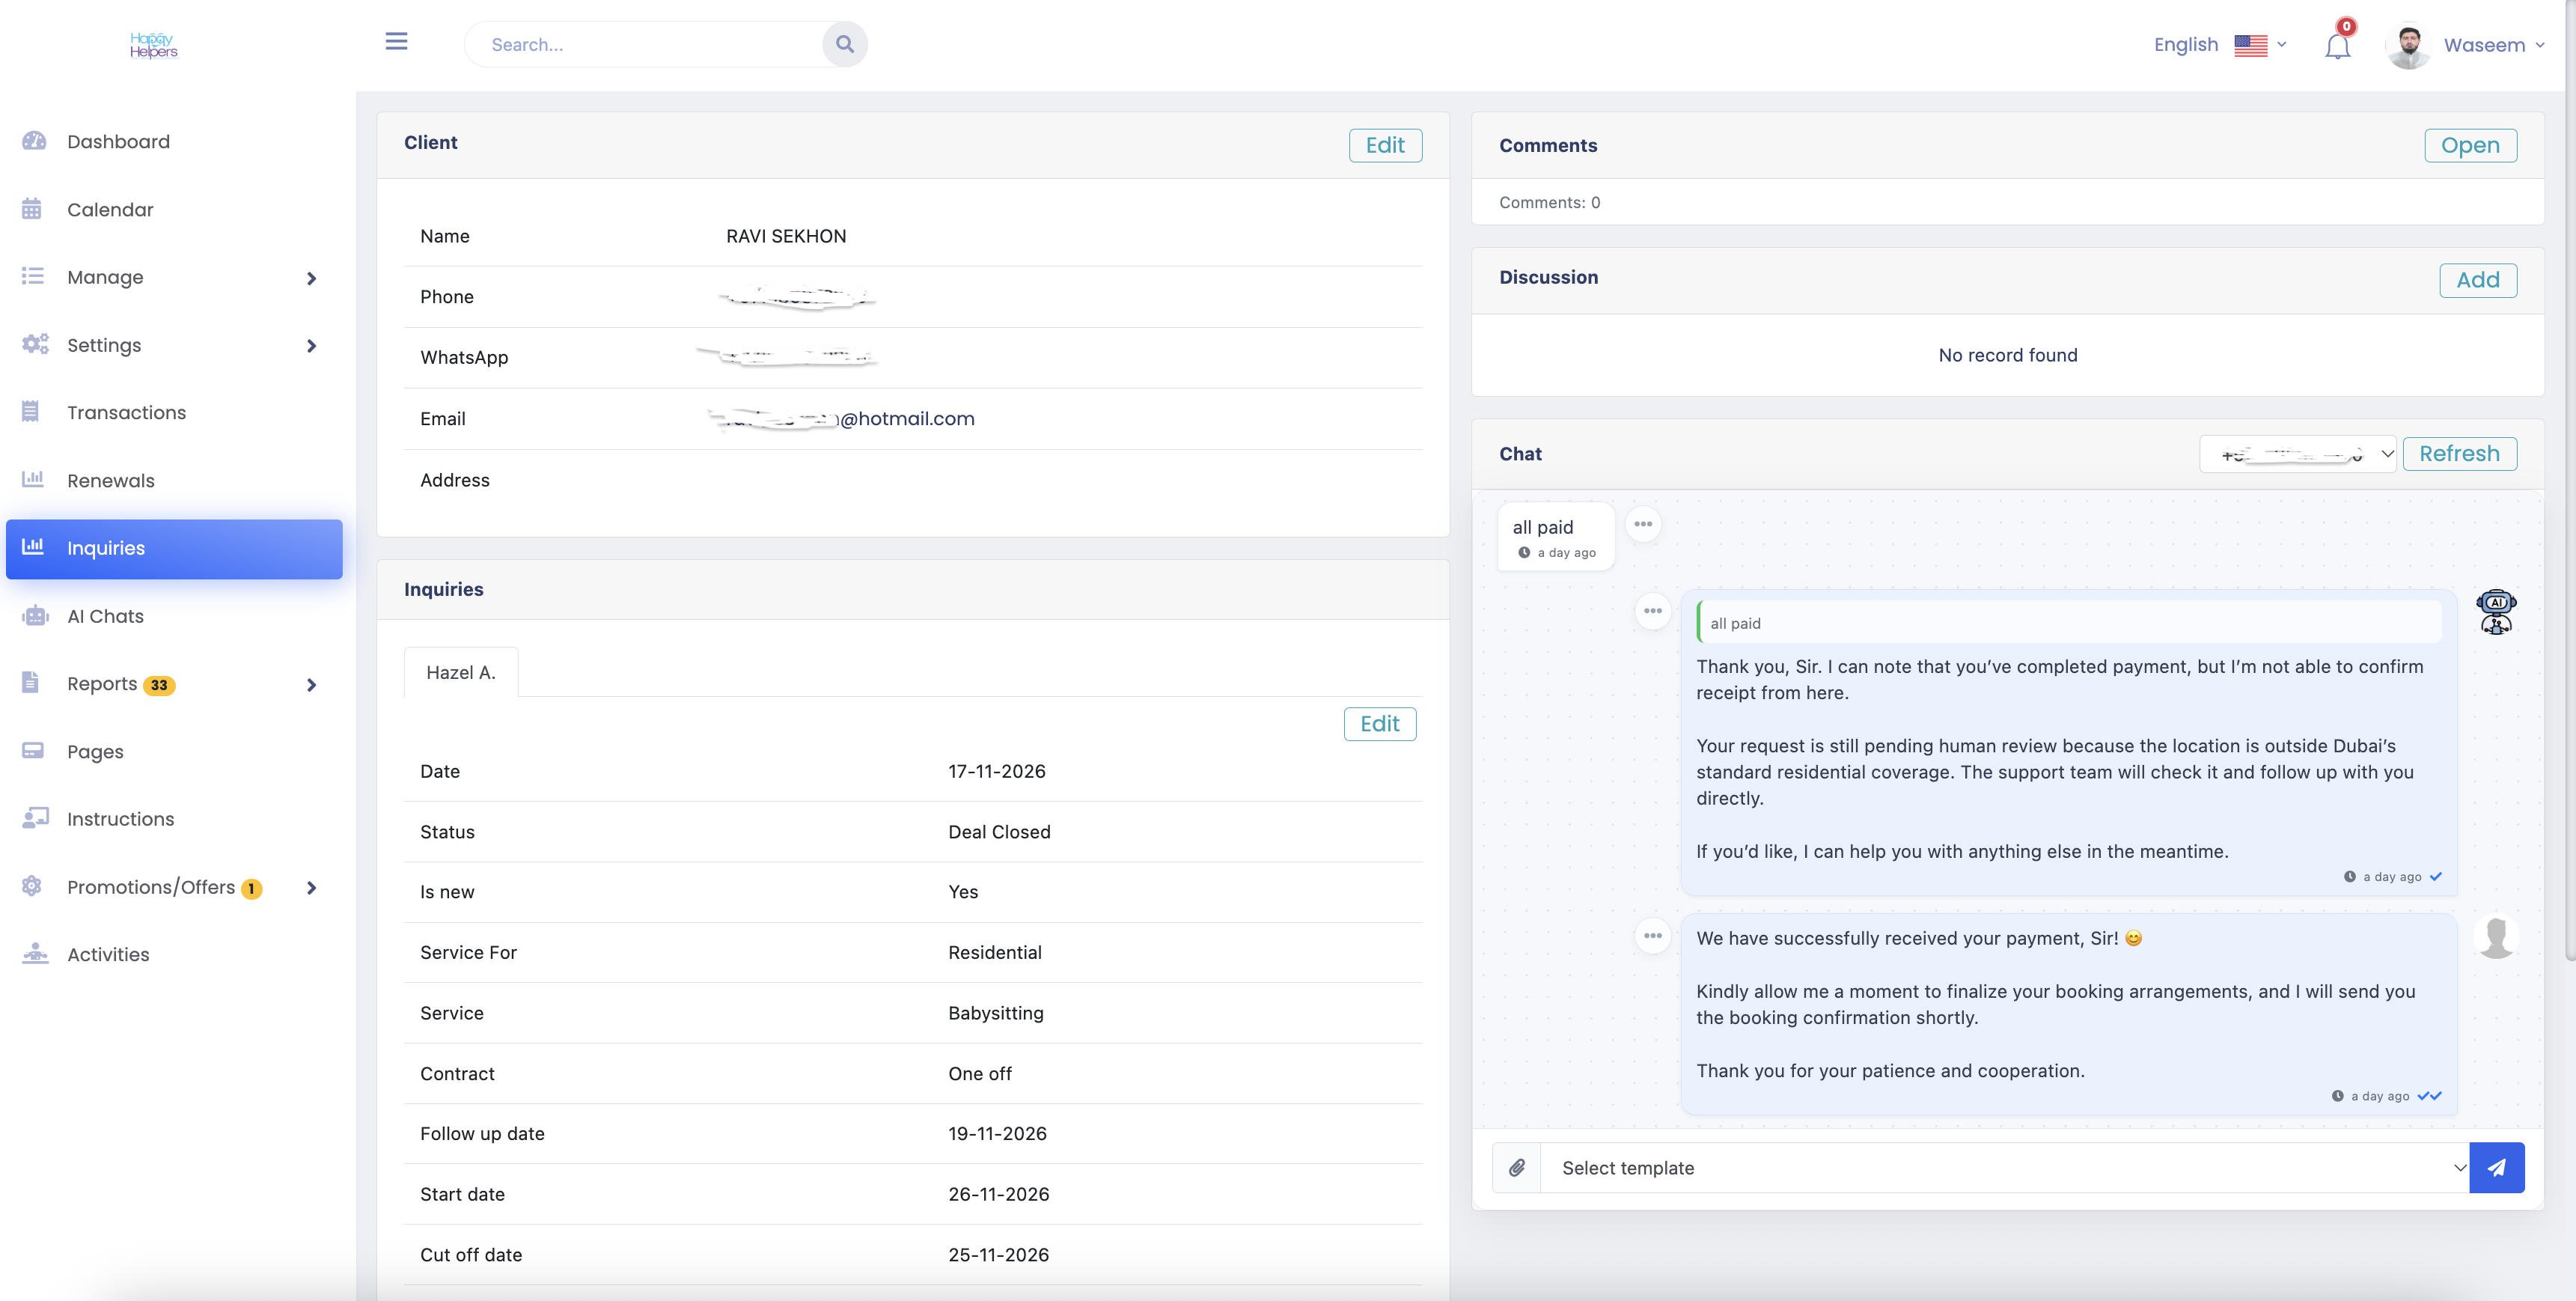 Happy
Helpers
Search...
English
0
Waseem
Dashboard
Calendar
Manage
Settings
Transactions
Renewals
Inquiries
AI Chats
Reports 33
Pages
Instructions
Promotions/Offers 1
Activities
Client
Edit
Name RAVI SEKHON
Phone
WhatsApp
Email @hotmail.com
Address
Inquiries
Hazel A.
Edit
Date 17-11-2026
Status Deal Closed
Is new Yes
Service For Residential
Service Babysitting
Contract One off
Follow up date 19-11-2026
Start date 26-11-2026
Cut off date 25-11-2026
Comments
Open
Comments: 0
Discussion
Add
No record found
Chat
Refresh
all paid
a day ago
AI
all paid
Thank you, Sir. I can note that you’ve completed payment, but I’m not able to confirm
receipt from here.
Your request is still pending human review because the location is outside Dubai’s
standard residential coverage. The support team will check it and follow up with you
directly.
If you’d like, I can help you with anything else in the meantime.
a day ago
We have successfully received your payment, Sir! 😊
Kindly allow me a moment to finalize your booking arrangements, and I will send you
the booking confirmation shortly.
Thank you for your patience and cooperation.
a day ago
Select template